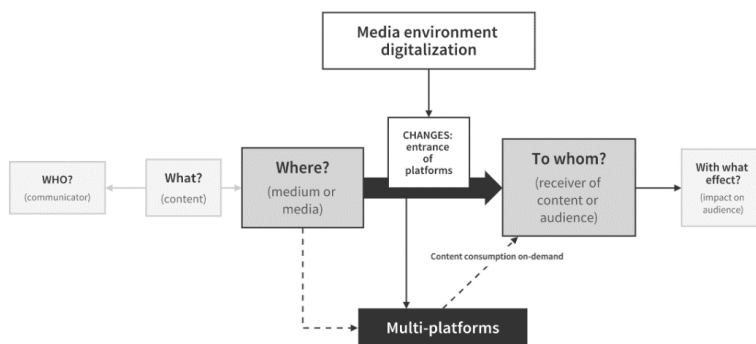 Media environment
digitalization
CHANGES:
entrance
of
platforms
WHO?
(communicator)
What?
(content)
Where?
(medium or
media)
To whom?
(receiver of
content or
audience)
With what
effect?
(impact on
audience)
Content consumption on-demand
Multi-platforms